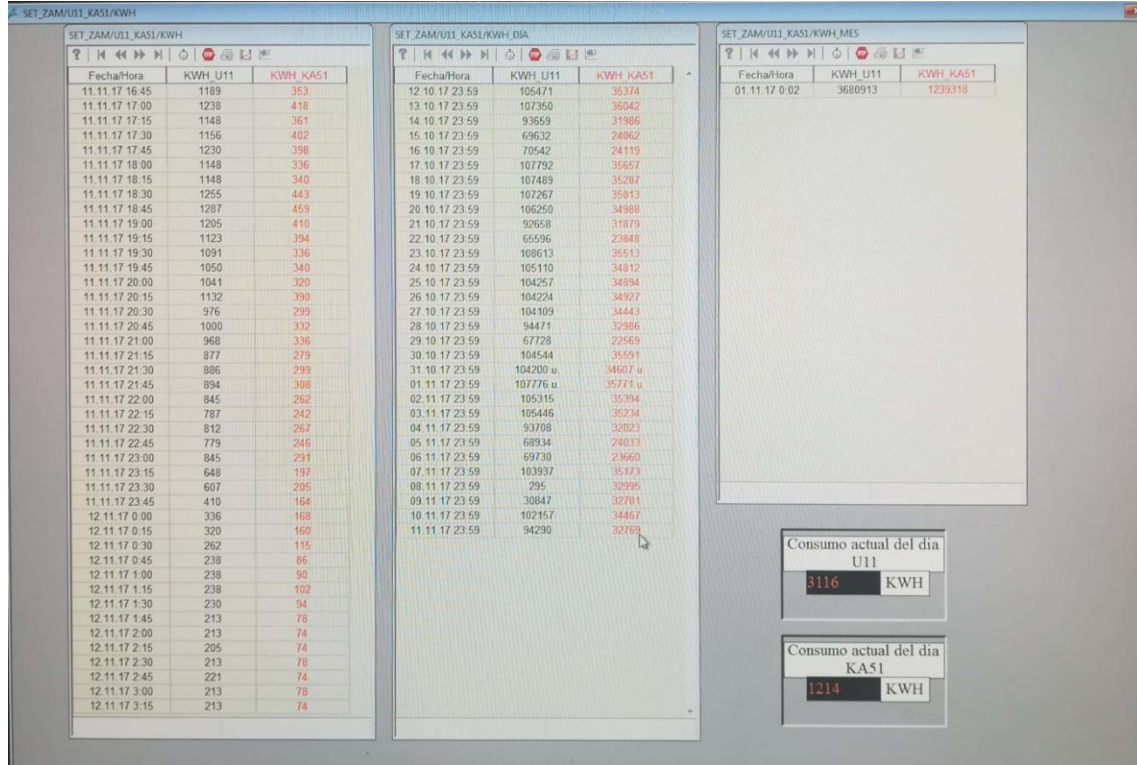 SET_ZAM/U11_KA51/KWH
SET_ZAM/U11_KA51/KWH
Fecha/Hora KWH_U11 KWH_KA51
11.11.17 16:45 1189 353
11.11.17 17:00 1238 418
11.11.17 17:15 1148 361
11.11.17 17:30 1156 402
11.11.17 17:45 1230 398
11.11.17 18:00 1148 336
11.11.17 18:15 1148 340
11.11.17 18:30 1255 443
11.11.17 18:45 1287 459
11.11.17 19:00 1205 410
11.11.17 19:15 1123 394
11.11.17 19:30 1091 336
11.11.17 19:45 1050 340
11.11.17 20:00 1041 320
11.11.17 20:15 1132 390
11.11.17 20:30 976 299
11.11.17 20:45 1000 332
11.11.17 21:00 968 336
11.11.17 21:15 877 279
11.11.17 21:30 886 299
11.11.17 21:45 894 308
11.11.17 22:00 845 262
11.11.17 22:15 787 242
11.11.17 22:30 812 267
11.11.17 22:45 779 246
11.11.17 23:00 845 291
11.11.17 23:15 648 197
11.11.17 23:30 607 205
11.11.17 23:45 410 164
12.11.17 0:00 336 168
12.11.17 0:15 320 160
12.11.17 0:30 262 115
12.11.17 0:45 238 86
12.11.17 1:00 238 90
12.11.17 1:15 238 102
12.11.17 1:30 230 94
12.11.17 1:45 213 78
12.11.17 2:00 213 74
12.11.17 2:15 205 74
12.11.17 2:30 213 78
12.11.17 2:45 221 74
12.11.17 3:00 213 78
12.11.17 3:15 213 74
SET_ZAM/U11_KA51/KWH_DIA
Fecha/Hora KWH_U11 KWH_KA51
12.10.17 23:59 105471 35374
13.10.17 23:59 107350 36042
14.10.17 23:59 93659 31986
15.10.17 23:59 69632 24062
16.10.17 23:59 70542 24119
17.10.17 23:59 107792 35657
18.10.17 23:59 107489 35287
19.10.17 23:59 107267 35013
20.10.17 23:59 106250 34988
21.10.17 23:59 92658 31879
22.10.17 23:59 65596 23848
23.10.17 23:59 108613 35513
24.10.17 23:59 105110 34812
25.10.17 23:59 104257 34894
26.10.17 23:59 104224 34927
27.10.17 23:59 104109 34443
28.10.17 23:59 94471 32986
29.10.17 23:59 67728 22569
30.10.17 23:59 104544 35591
31.10.17 23:59 104200 u. 34607 u.
01.11.17 23:59 107776 u. 35771 u.
02.11.17 23:59 105315 35394
03.11.17 23:59 105446 35234
04.11.17 23:59 93708 32023
05.11.17 23:59 68934 24033
06.11.17 23:59 69730 23660
07.11.17 23:59 103937 35173
08.11.17 23:59 295 32995
09.11.17 23:59 30847 32781
10.11.17 23:59 102157 34467
11.11.17 23:59 94290 32769
SET_ZAM/U11_KA51/KWH_MES
Fecha/Hora KWH_U11 KWH_KA51
01.11.17 0:02 3680913 1239318
Consumo actual del dia
U11
3116 KWH
Consumo actual del dia
KA51
1214 KWH